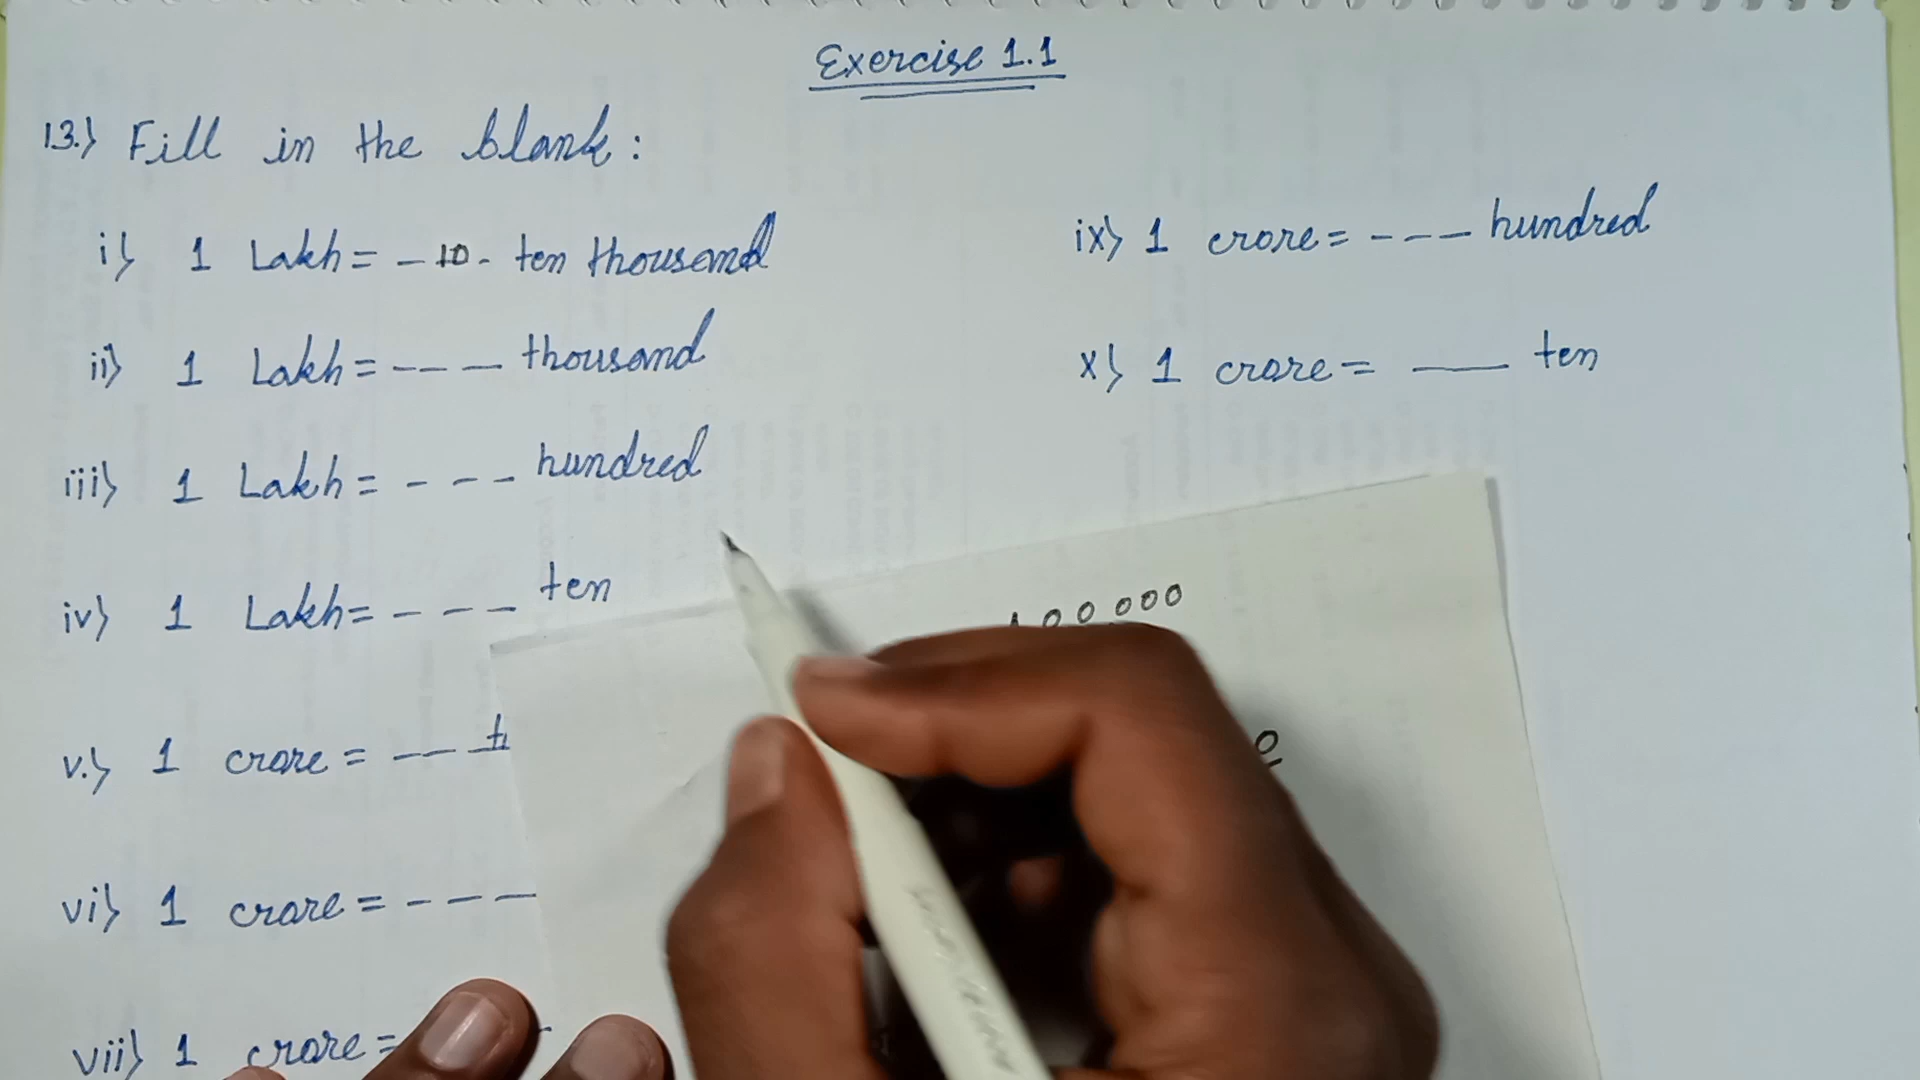 Exercise 1.1
13.) Fill in the blank:
i) 1 Lakh = - 10 - ten thousand
ii) 1 Lakh = - - - thousand
iii) 1 Lakh = - - - hundred
iv) 1 Lakh = - - - ten
v.) 1 crore = - - -
vi) 1 crore = - - -
vii) 1 crore =
ix) 1 crore = - - - hundred
x) 1 crore = ___ ten
100,000